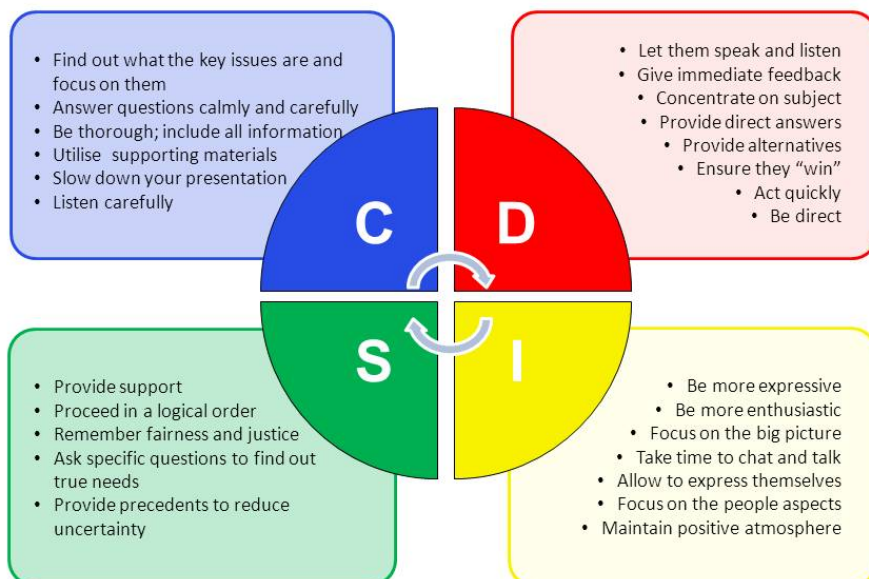 • Find out what the key issues are and
focus on them
• Answer questions calmly and carefully
• Be thorough; include all information
• Utilise supporting materials
• Slow down your presentation
• Listen carefully
• Let them speak and listen
• Give immediate feedback
• Concentrate on subject
• Provide direct answers
• Provide alternatives
• Ensure they “win”
• Act quickly
• Be direct
C
D
S
I
• Provide support
• Proceed in a logical order
• Remember fairness and justice
• Ask specific questions to find out
true needs
• Provide precedents to reduce
uncertainty
• Be more expressive
• Be more enthusiastic
• Focus on the big picture
• Take time to chat and talk
• Allow to express themselves
• Focus on the people aspects
• Maintain positive atmosphere